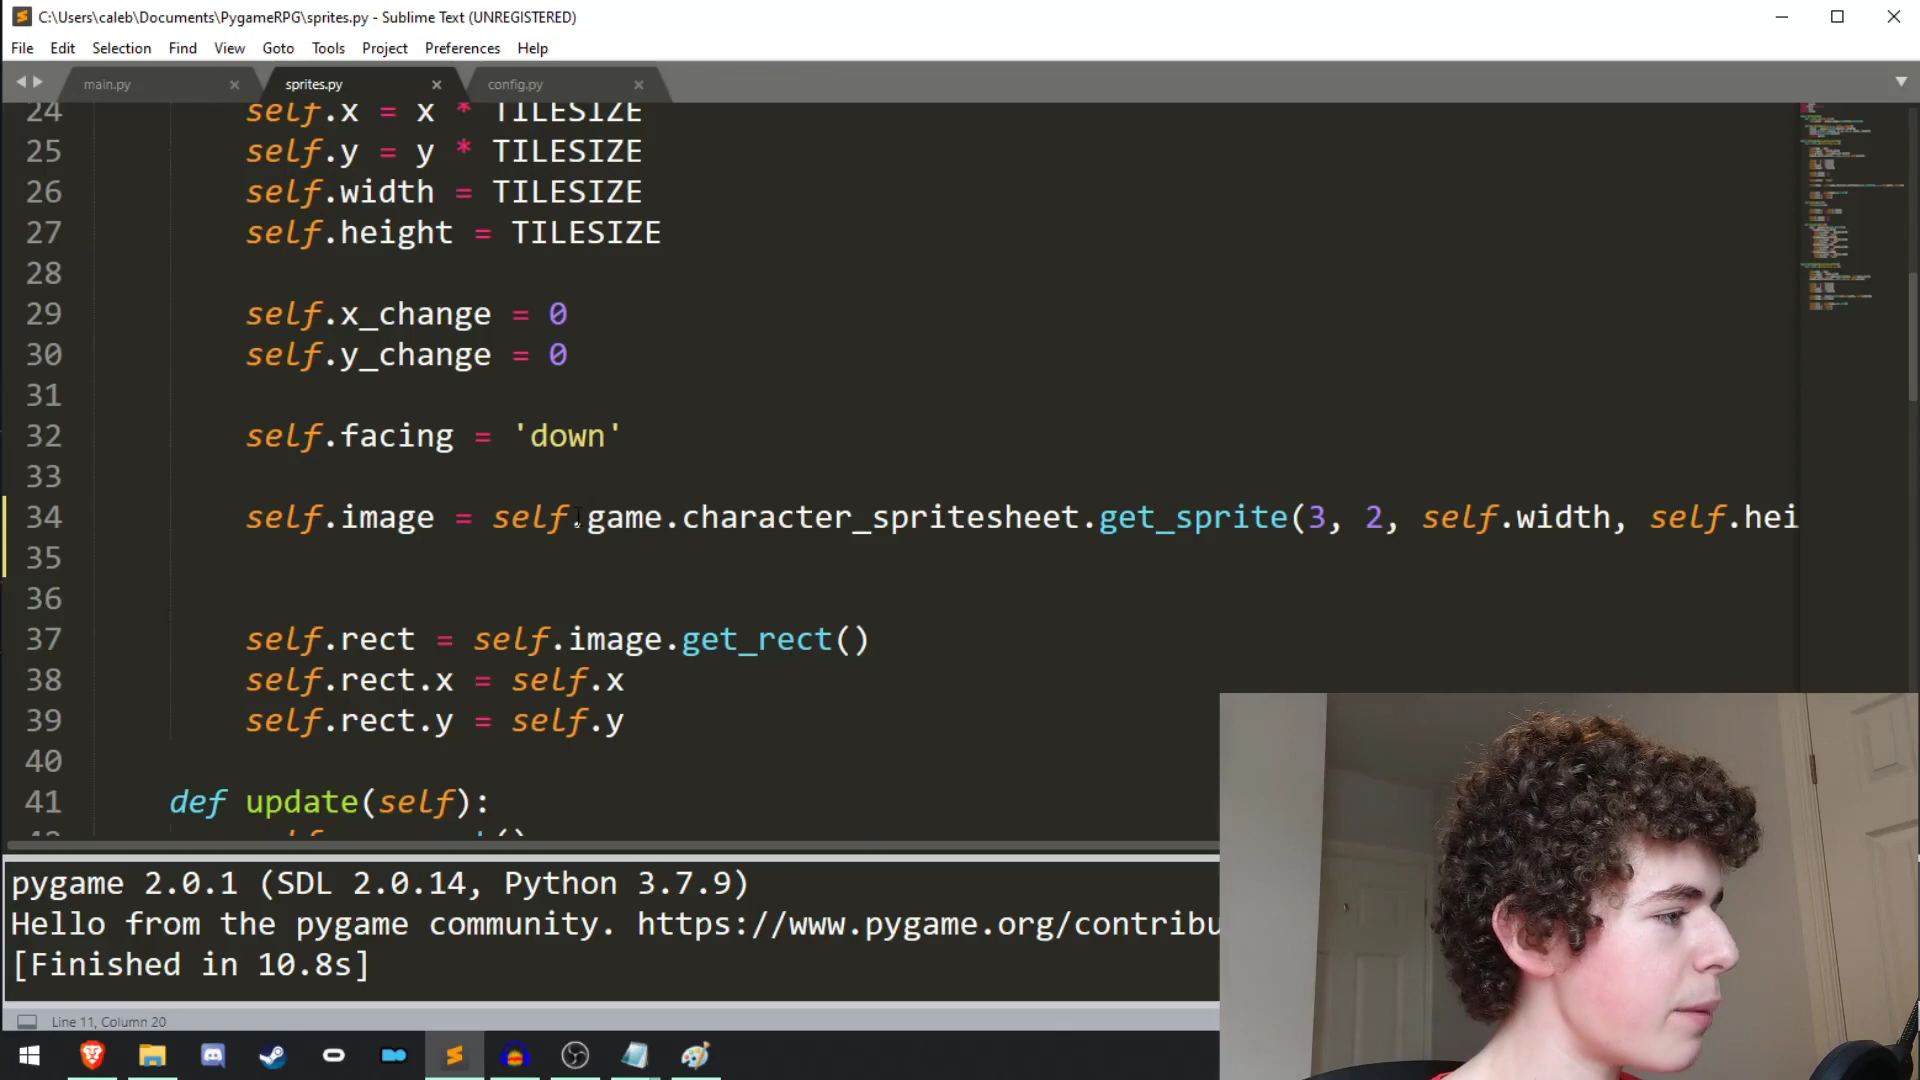 C:\Users\caleb\Documents\PygameRPG\sprites.py - Sublime Text (UNREGISTERED)
File Edit Selection Find View Goto Tools Project Preferences Help
main.py sprites.py config.py
24 self.x = x * TILESIZE
25 self.y = y * TILESIZE
26 self.width = TILESIZE
27 self.height = TILESIZE
28
29 self.x_change = 0
30 self.y_change = 0
31
32 self.facing = 'down'
33
34 self.image = self.game.character_spritesheet.get_sprite(3, 2, self.width, self.hei
35
36
37 self.rect = self.image.get_rect()
38 self.rect.x = self.x
39 self.rect.y = self.y
40
41 def update(self):
pygame 2.0.1 (SDL 2.0.14, Python 3.7.9)
Hello from the pygame community. https://www.pygame.org/contribu
[Finished in 10.8s]
Line 11, Column 20